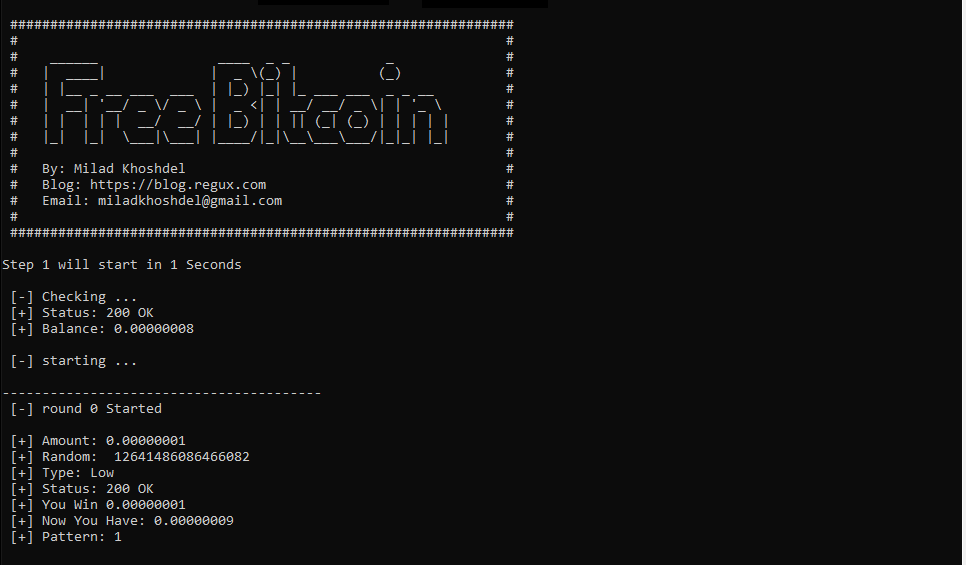 FreeBitcoin
By: Milad Khoshdel
Blog: https://blog.regux.com
Email: miladkhoshdel@gmail.com
Step 1 will start in 1 Seconds
[-] Checking ...
[+] Status: 200 OK
[+] Balance: 0.00000008
[-] starting ...
----------------------------------------
[-] round 0 Started
[+] Amount: 0.00000001
[+] Random:  12641486086466082
[+] Type: Low
[+] Status: 200 OK
[+] You Win 0.00000001
[+] Now You Have: 0.00000009
[+] Pattern: 1